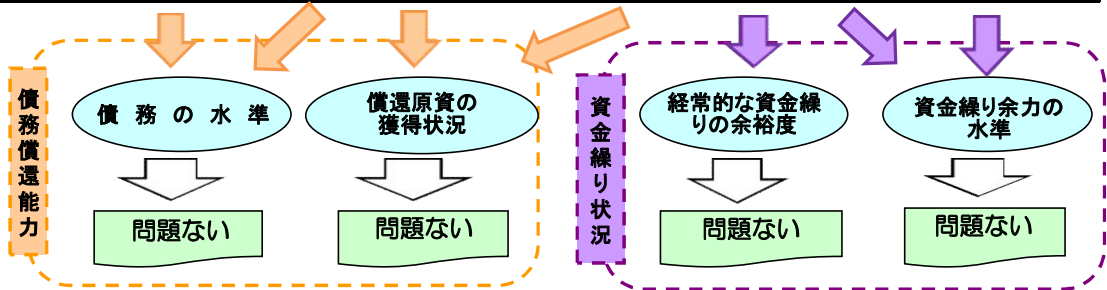 債務償還能力
債務の水準
償還原資の
獲得状況
問題ない
問題ない
資金繰り状況
経常的な資金繰
りの余裕度
資金繰り余力の
水準
問題ない
問題ない